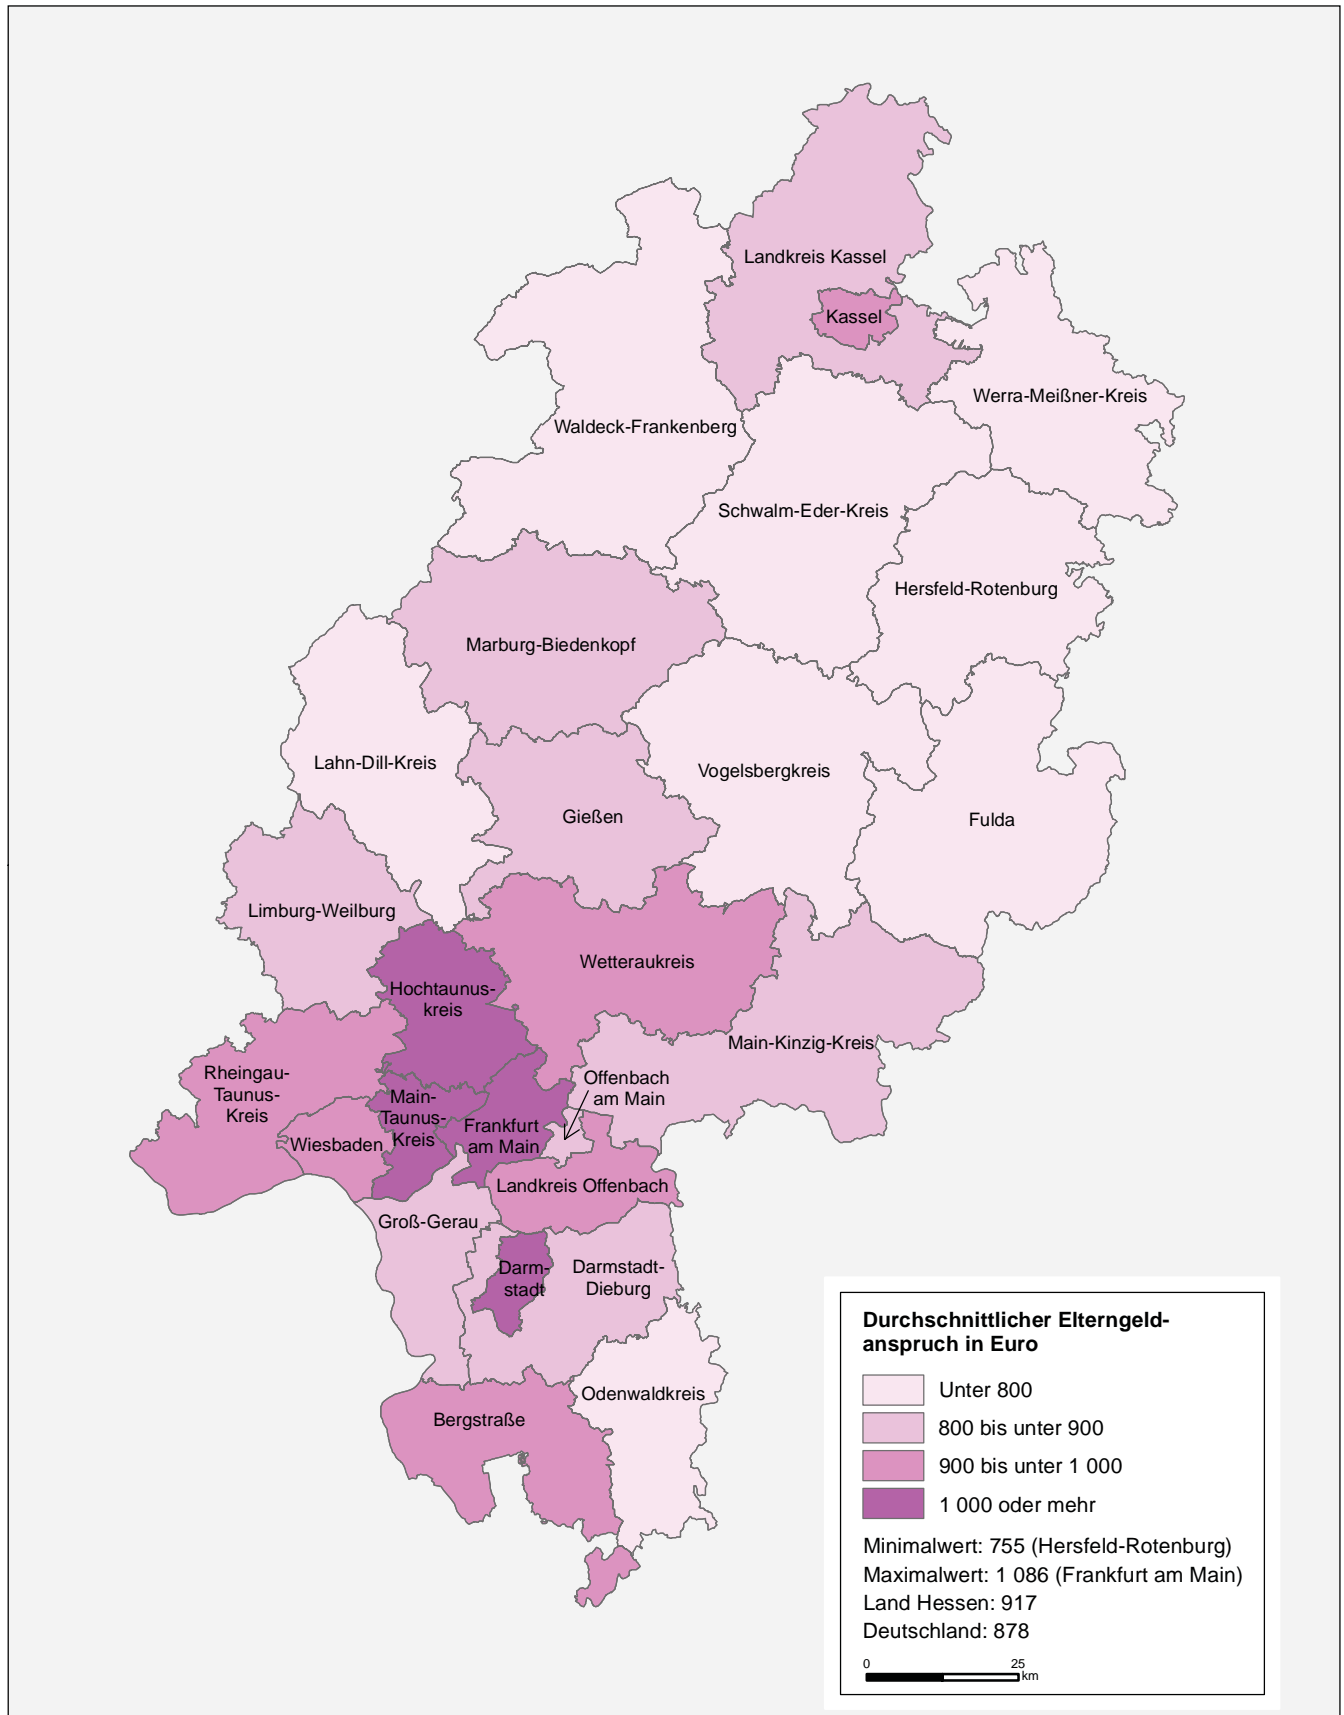 Landkreis Kassel
Kassel
Werra-Meißner-Kreis
Waldeck-Frankenberg
Schwalm-Eder-Kreis
Hersfeld-Rotenburg
Marburg-Biedenkopf
Lahn-Dill-Kreis
Vogelsbergkreis
Gießen
Fulda
Limburg-Weilburg
Wetteraukreis
Hochtaunus-
kreis
Main-Kinzig-Kreis
Rheingau-
Taunus-
Kreis
Offenbach
am Main
Main-
Taunus-
Kreis
Frankfurt
am Main
Wiesbaden
Landkreis Offenbach
Groß-Gerau
Darm-
stadt
Darmstadt-
Dieburg
Odenwaldkreis
Bergstraße
Durchschnittlicher Elterngeld-
anspruch in Euro
Unter 800
800 bis unter 900
900 bis unter 1 000
1 000 oder mehr
Minimalwert: 755 (Hersfeld-Rotenburg)
Maximalwert: 1 086 (Frankfurt am Main)
Land Hessen: 917
Deutschland: 878
0 25
km